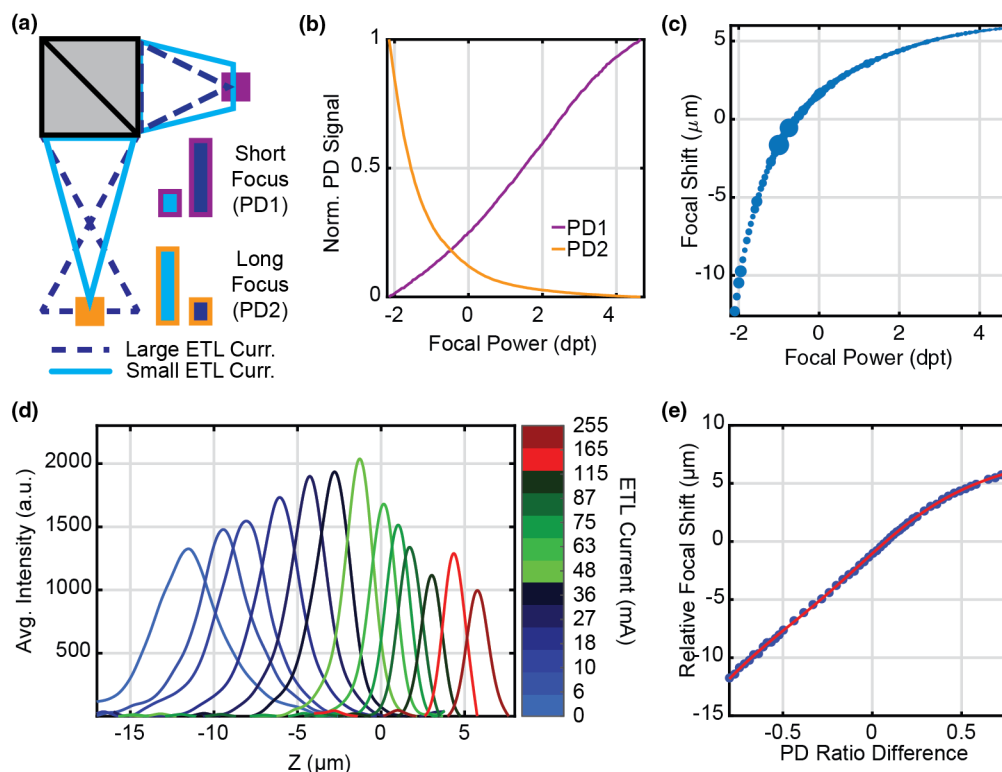 (a)
Short
Focus
(PD1)
Long
Focus
(PD2)
Large ETL Curr.
Small ETL Curr.
(b)
1
0.5
0
Norm. PD Signal
PD1
PD2
-2 0 2 4
Focal Power (dpt)
(c)
5
0
-5
-10
Focal Shift (μm)
-2 0 2 4
Focal Power (dpt)
(d)
2000
1500
1000
500
Avg. Intensity (a.u.)
-15 -10 -5 0 5
Z (μm)
255
165
115
87
75
63
48
36
27
18
10
6
0
ETL Current (mA)
(e)
10
5
0
-5
-10
-15
Relative Focal Shift (μm)
-0.5 0 0.5
PD Ratio Difference